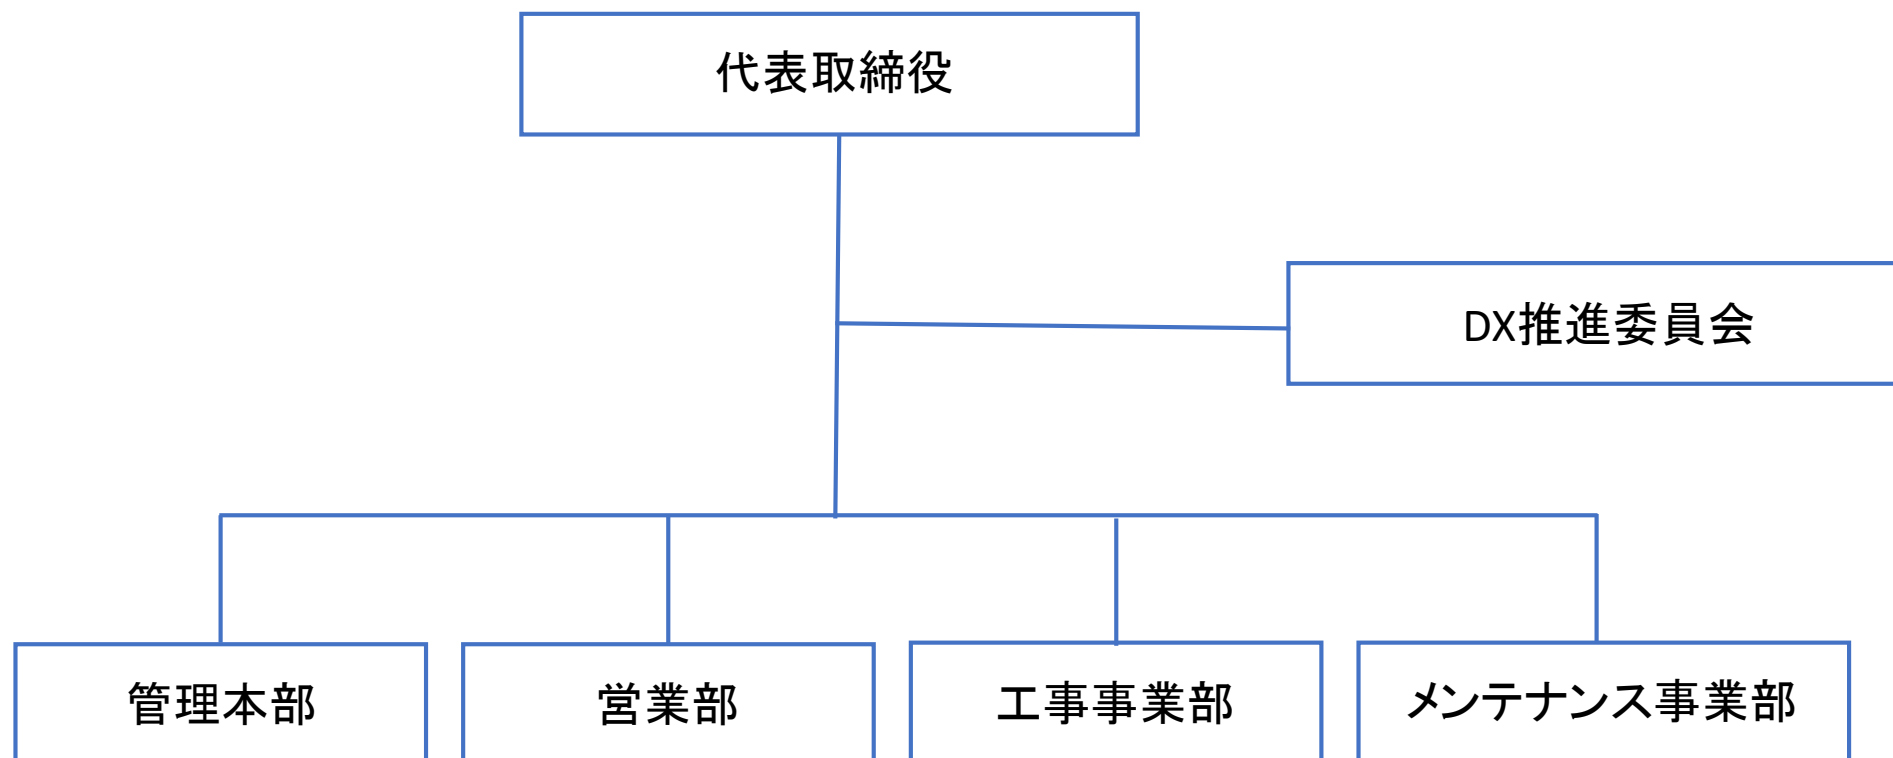 代表取締役
DX推進委員会
管理本部
営業部
工事事業部
メンテナンス事業部